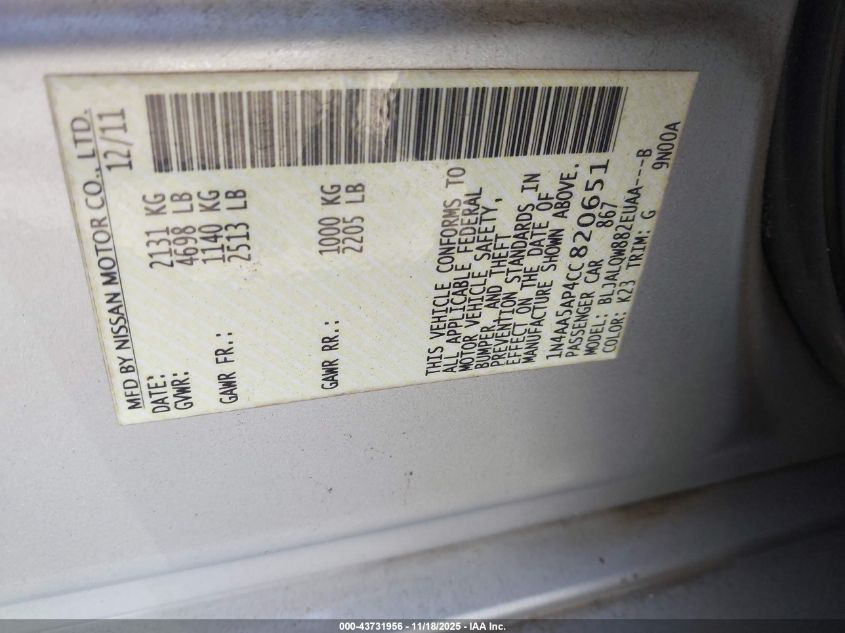 MFD BY NISSAN MOTOR CO., LTD.
DATE: 12/11
GVWR: 2131 KG
4698 LB
GAWR FR.: 1140 KG
2513 LB
GAWR RR.: 1000 KG
2205 LB
THIS VEHICLE CONFORMS TO
ALL APPLICABLE FEDERAL
MOTOR VEHICLE SAFETY,
BUMPER, AND THEFT
PREVENTION STANDARDS IN
EFFECT ON THE DATE OF
MANUFACTURE SHOWN ABOVE.
1N4AA5AP4CC820651
PASSENGER CAR 867
MODEL: BLJALQW882EUAA---B
COLOR: K23 TRIM: G 9N00A
000-43731956 | 11/18/2025 | IAA Inc.